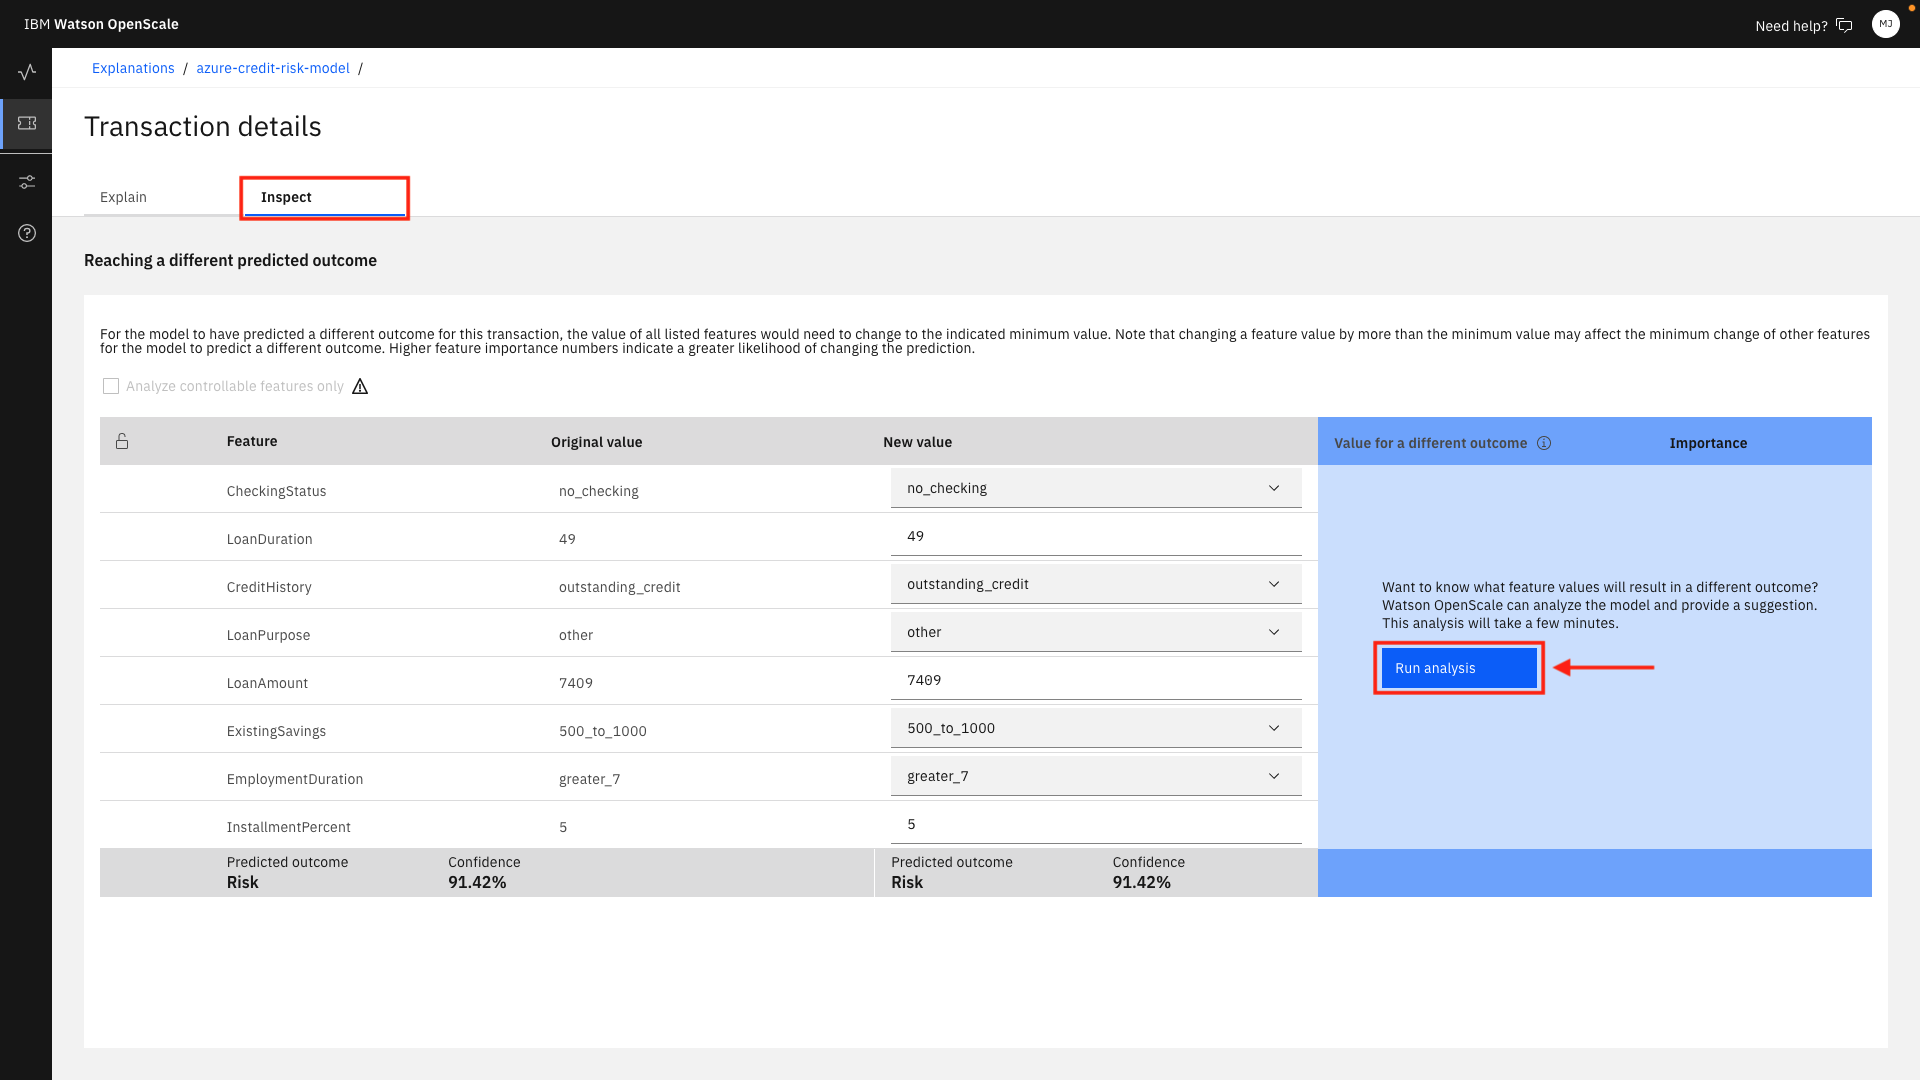 IBM Watson OpenScale
Need help?
MJ
Explanations / azure-credit-risk-model /
Transaction details
Explain
Inspect
Reaching a different predicted outcome
For the model to have predicted a different outcome for this transaction, the value of all listed features would need to change to the indicated minimum value. Note that changing a feature value by more than the minimum value may affect the minimum change of other features
for the model to predict a different outcome. Higher feature importance numbers indicate a greater likelihood of changing the prediction.
Analyze controllable features only
Feature Original value New value Value for a different outcome Importance
CheckingStatus no_checking no_checking
LoanDuration 49 49
CreditHistory outstanding_credit outstanding_credit
LoanPurpose other other
LoanAmount 7409 7409
ExistingSavings 500_to_1000 500_to_1000
EmploymentDuration greater_7 greater_7
InstallmentPercent 5 5
Want to know what feature values will result in a different outcome?
Watson OpenScale can analyze the model and provide a suggestion.
This analysis will take a few minutes.
Run analysis
Predicted outcome Confidence Predicted outcome Confidence
Risk 91.42% Risk 91.42%